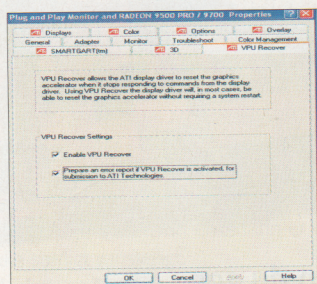 Plug and Play Monitor and RADEON 9500 PRO / 9700 Properties
Displays Color Options Overlay
General Adapter Monitor Troubleshoot Color Management
SMARTGART(tm) 3D VPU Recover
VPU Recover allows the ATI display driver to reset the graphics
accelerator when it stops responding to commands from the display
driver. Using VPU Recover the display driver will, in most cases, be
able to reset the graphics accelerator without requiring a system restart.
VPU Recover Settings
Enable VPU Recover
Prepare an error report if VPU Recover is activated, for
submission to ATI Technologies.
OK Cancel Apply Help